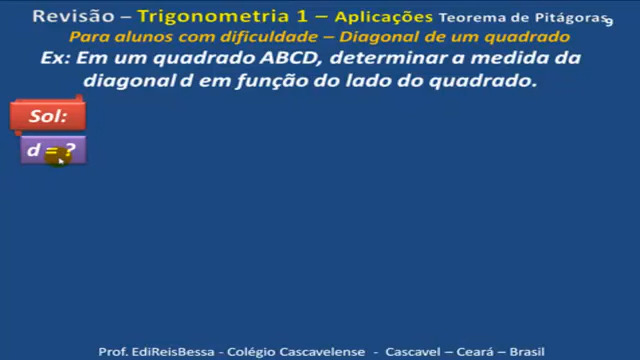 Revisão – Trigonometria 1 – Aplicações Teorema de Pitágoras 9
Para alunos com dificuldade – Diagonal de um quadrado
Ex: Em um quadrado ABCD, determinar a medida da
diagonal d em função do lado do quadrado.
Sol:
d = ?
Prof. EdiReisBessa - Colégio Cascavelense - Cascavel – Ceará – Brasil